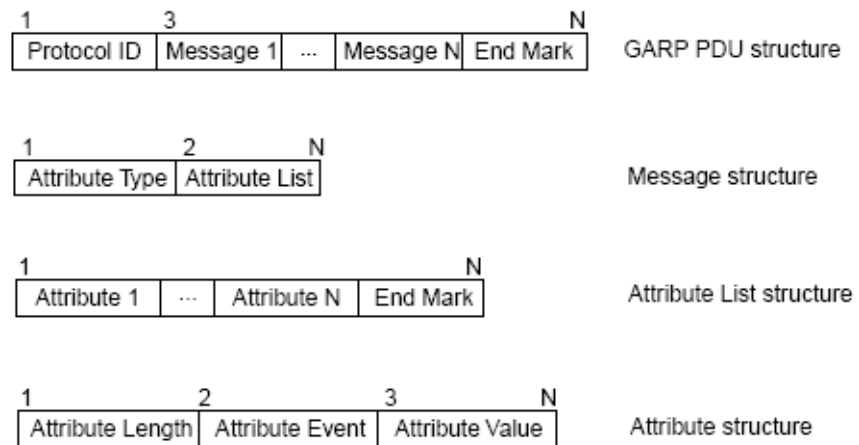 1 3 N
Protocol ID Message 1 ... Message N End Mark GARP PDU structure
1 2 N
Attribute Type Attribute List Message structure
1 N
Attribute 1 ... Attribute N End Mark Attribute List structure
1 2 3 N
Attribute Length Attribute Event Attribute Value Attribute structure